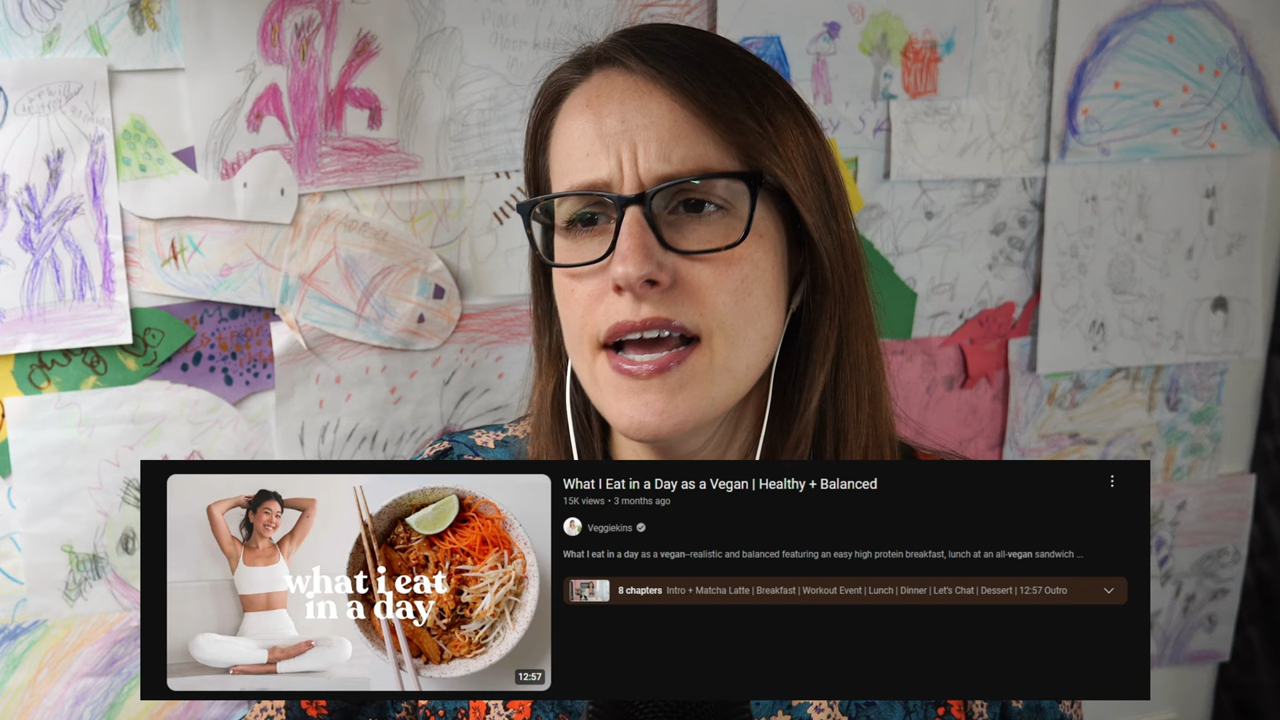 What I Eat in a Day as a Vegan | Healthy + Balanced
15K views • 3 months ago
Veggiekins
What I eat in a day as a vegan–realistic and balanced featuring an easy high protein breakfast, lunch at an all-vegan sandwich ...
8 chapters Intro + Matcha Latte | Breakfast | Workout Event | Lunch | Dinner | Let's Chat | Dessert | 12:57 Outro
what i eat
in a day
12:57